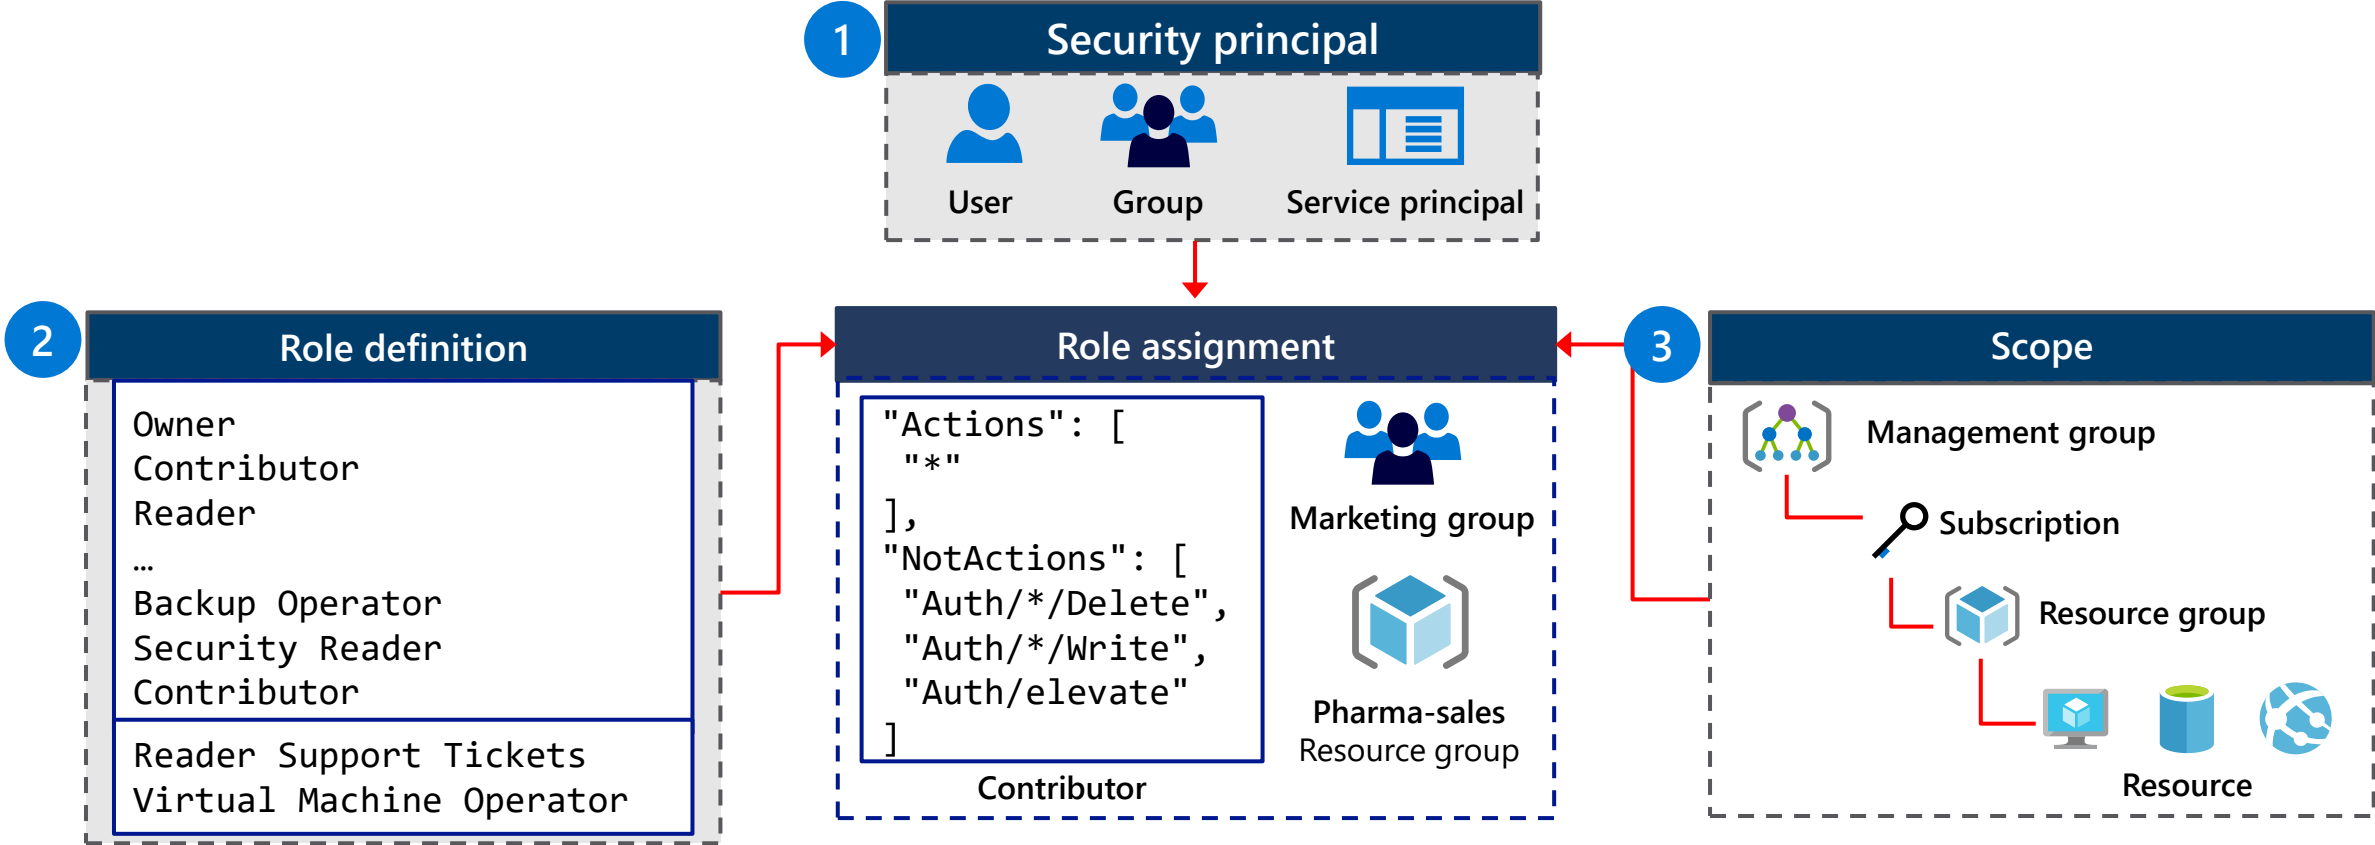 1
Security principal
User
Group
Service principal
2
Role definition
Owner
Contributor
Reader
…
Backup Operator
Security Reader
Contributor
Reader Support Tickets
Virtual Machine Operator
Role assignment
"Actions": [
"*"
],
"NotActions": [
"Auth/*/Delete",
"Auth/*/Write",
"Auth/elevate"
]
Contributor
Marketing group
Pharma-sales
Resource group
3
Scope
Management group
Subscription
Resource group
Resource